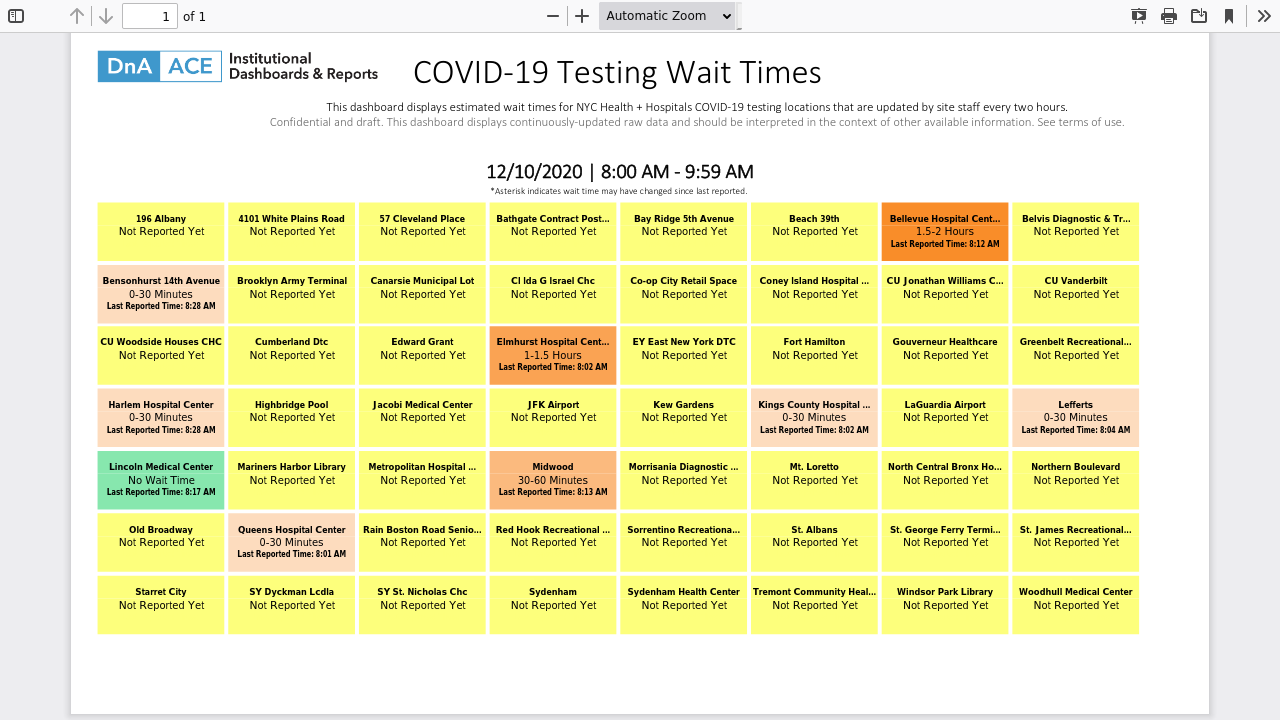 1 of 1 Automatic Zoom
DnA ACE Institutional
Dashboards & Reports
COVID-19 Testing Wait Times
This dashboard displays estimated wait times for NYC Health + Hospitals COVID-19 testing locations that are updated by site staff every two hours.
Confidential and draft. This dashboard displays continuously-updated raw data and should be interpreted in the context of other available information. See terms of use.
12/10/2020 | 8:00 AM - 9:59 AM
*Asterisk indicates wait time may have changed since last reported.
196 Albany
Not Reported Yet
4101 White Plains Road
Not Reported Yet
57 Cleveland Place
Not Reported Yet
Bathgate Contract Post...
Not Reported Yet
Bay Ridge 5th Avenue
Not Reported Yet
Beach 39th
Not Reported Yet
Bellevue Hospital Cent...
1.5-2 Hours
Last Reported Time: 8:12 AM
Belvis Diagnostic & Tr...
Not Reported Yet
Bensonhurst 14th Avenue
0-30 Minutes
Last Reported Time: 8:28 AM
Brooklyn Army Terminal
Not Reported Yet
Canarsie Municipal Lot
Not Reported Yet
CI Ida G Israel Chc
Not Reported Yet
Co-op City Retail Space
Not Reported Yet
Coney Island Hospital ...
Not Reported Yet
CU Jonathan Williams C...
Not Reported Yet
CU Vanderbilt
Not Reported Yet
CU Woodside Houses CHC
Not Reported Yet
Cumberland Dtc
Not Reported Yet
Edward Grant
Not Reported Yet
Elmhurst Hospital Cent...
1-1.5 Hours
Last Reported Time: 8:02 AM
EY East New York DTC
Not Reported Yet
Fort Hamilton
Not Reported Yet
Gouverneur Healthcare
Not Reported Yet
Greenbelt Recreational...
Not Reported Yet
Harlem Hospital Center
0-30 Minutes
Last Reported Time: 8:28 AM
Highbridge Pool
Not Reported Yet
Jacobi Medical Center
Not Reported Yet
JFK Airport
Not Reported Yet
Kew Gardens
Not Reported Yet
Kings County Hospital ...
0-30 Minutes
Last Reported Time: 8:02 AM
LaGuardia Airport
Not Reported Yet
Lefferts
0-30 Minutes
Last Reported Time: 8:04 AM
Lincoln Medical Center
No Wait Time
Last Reported Time: 8:17 AM
Mariners Harbor Library
Not Reported Yet
Metropolitan Hospital ...
Not Reported Yet
Midwood
30-60 Minutes
Last Reported Time: 8:13 AM
Morrisania Diagnostic ...
Not Reported Yet
Mt. Loretto
Not Reported Yet
North Central Bronx Ho...
Not Reported Yet
Northern Boulevard
Not Reported Yet
Old Broadway
Not Reported Yet
Queens Hospital Center
0-30 Minutes
Last Reported Time: 8:01 AM
Rain Boston Road Senio...
Not Reported Yet
Red Hook Recreational ...
Not Reported Yet
Sorrentino Recreationa...
Not Reported Yet
St. Albans
Not Reported Yet
St. George Ferry Termi...
Not Reported Yet
St. James Recreational...
Not Reported Yet
Starret City
Not Reported Yet
SY Dyckman Lcdla
Not Reported Yet
SY St. Nicholas Chc
Not Reported Yet
Sydenham
Not Reported Yet
Sydenham Health Center
Not Reported Yet
Tremont Community Heal...
Not Reported Yet
Windsor Park Library
Not Reported Yet
Woodhull Medical Center
Not Reported Yet